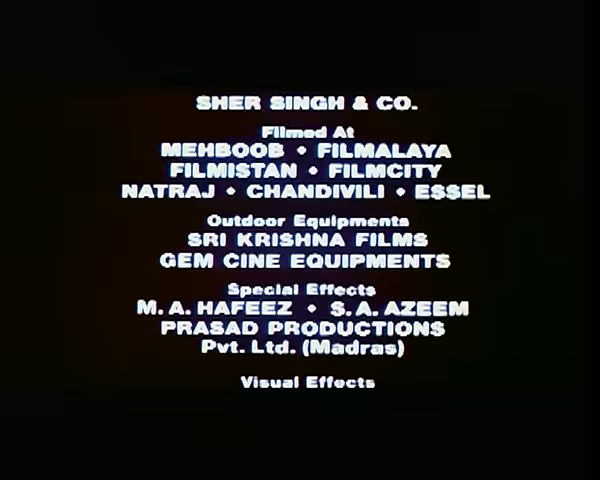 SHER SINGH & CO.
Filmed At
MEHBOOB • FILMALAYA
FILMISTAN • FILMCITY
NATRAJ • CHANDIVILI • ESSEL
Outdoor Equipments
SRI KRISHNA FILMS
GEM CINE EQUIPMENTS
Special Effects
M. A. HAFEEZ • S. A. AZEEM
PRASAD PRODUCTIONS
Pvt. Ltd. (Madras)
Visual Effects